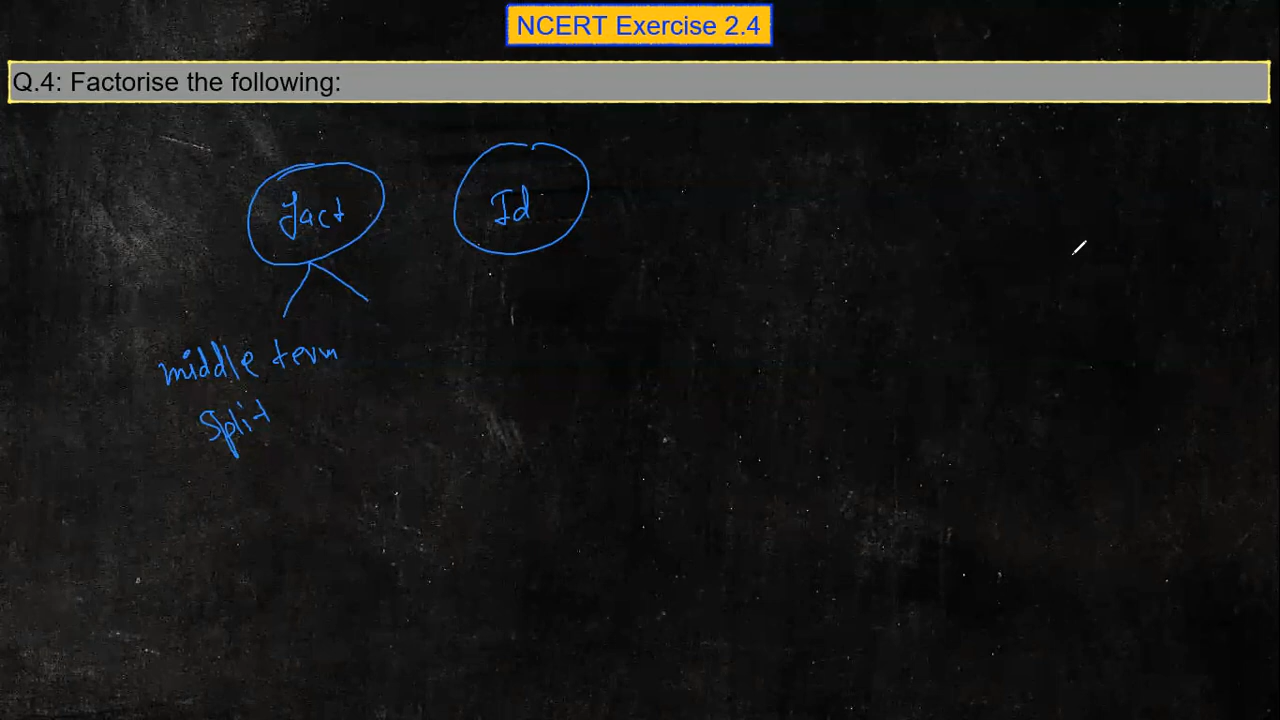 NCERT Exercise 2.4
Q.4: Factorise the following:
fact
Id
middle term
Split